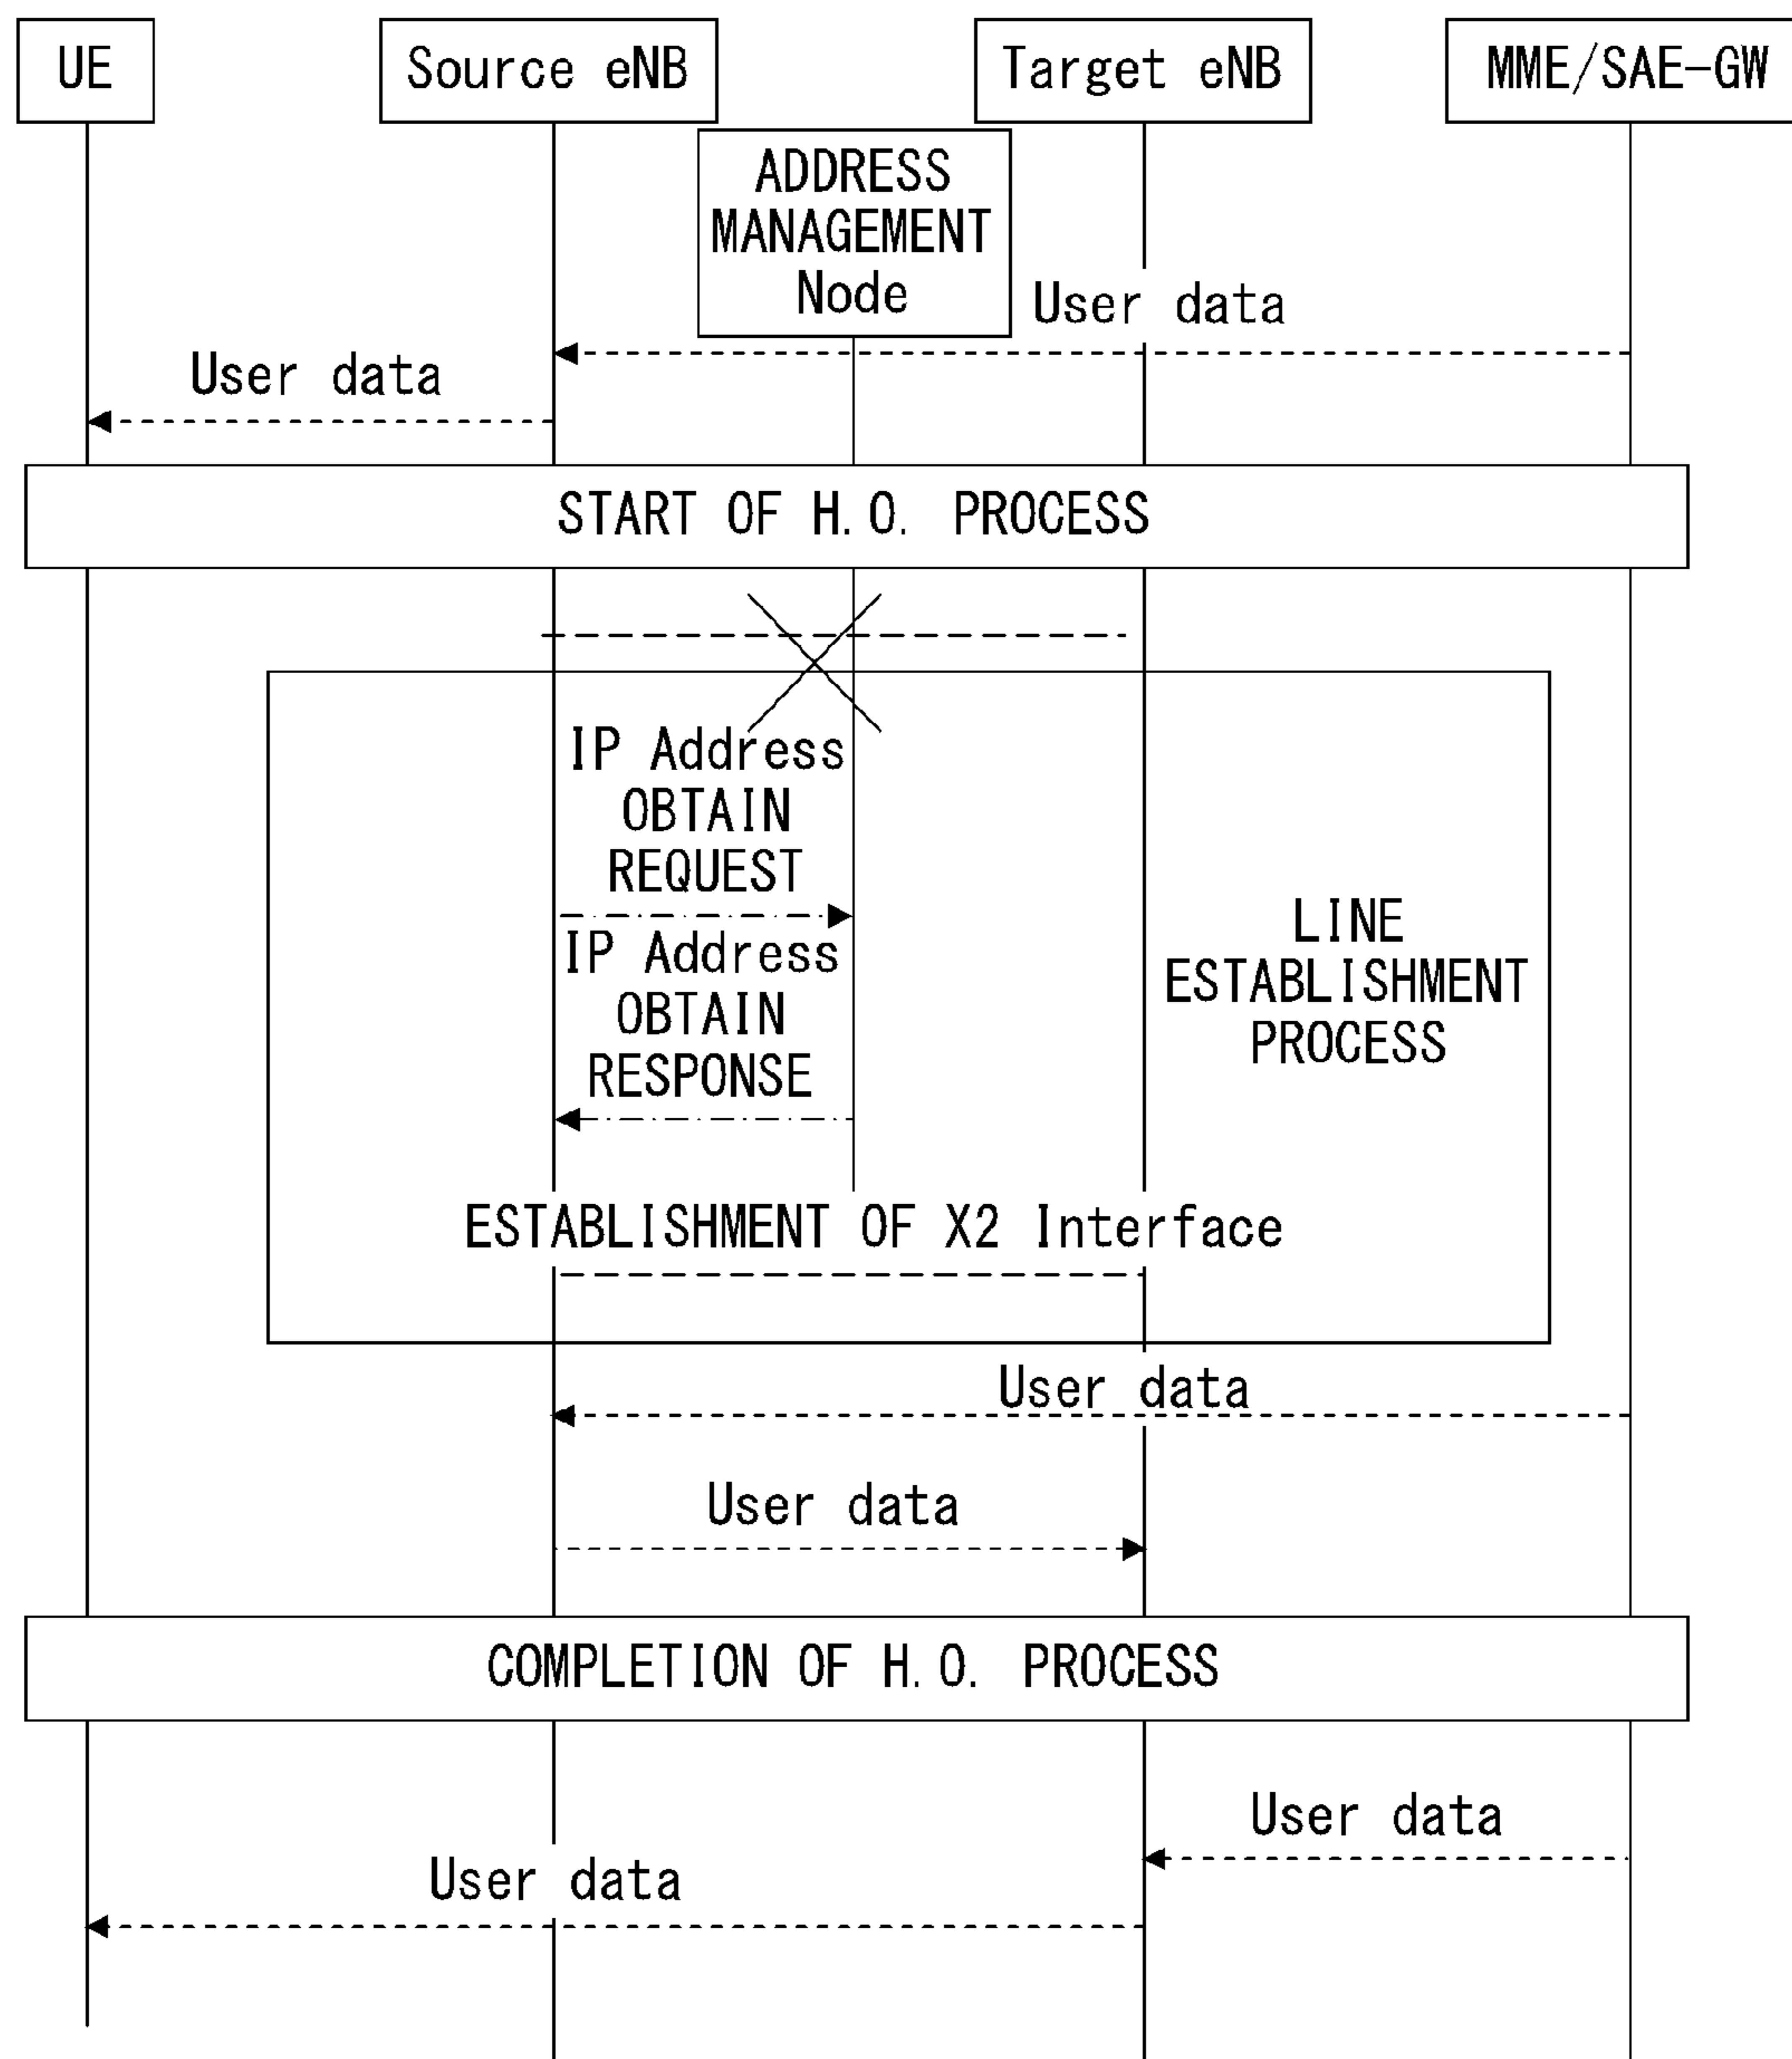 UE
Source eNB
Target eNB
MME/SAE-GW
ADDRESS
MANAGEMENT
Node
User data
User data
START OF H.O. PROCESS
IP Address
OBTAIN
REQUEST
IP Address
OBTAIN
RESPONSE
LINE
ESTABLISHMENT
PROCESS
ESTABLISHMENT OF X2 Interface
User data
User data
COMPLETION OF H.O. PROCESS
User data
User data